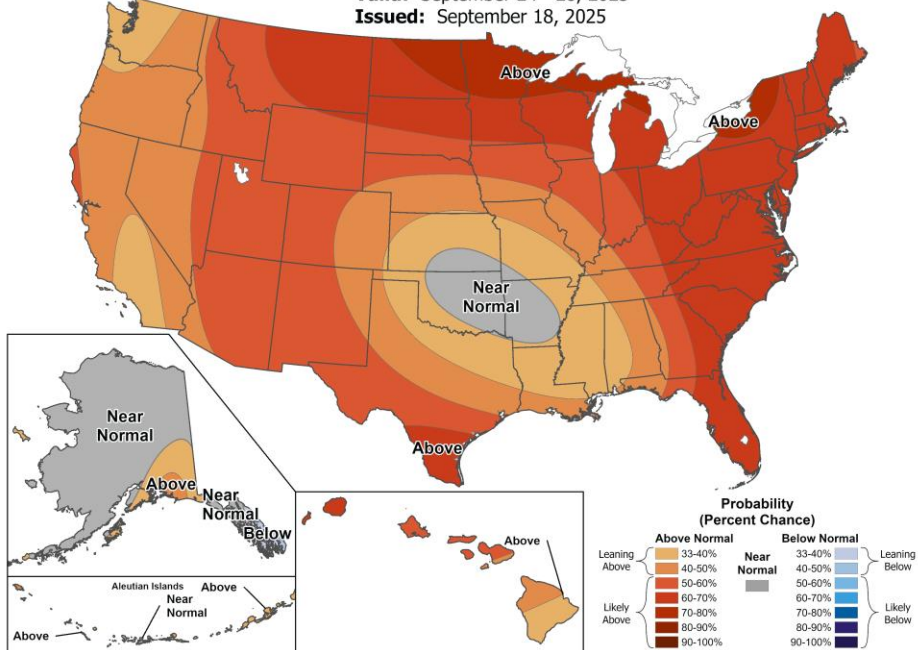 Issued: September 18, 2025
Above
Above
Near
Normal
Above
Near
Normal
Above
Near
Normal
Below
Aleutian Islands
Above
Near
Normal
Above
Above
Probability
(Percent Chance)
Above Normal
Near
Normal
Below Normal
Leaning
Above
33-40%
40-50%
Likely
Above
50-60%
60-70%
70-80%
80-90%
90-100%
33-40%
40-50%
Leaning
Below
50-60%
60-70%
70-80%
80-90%
90-100%
Likely
Below